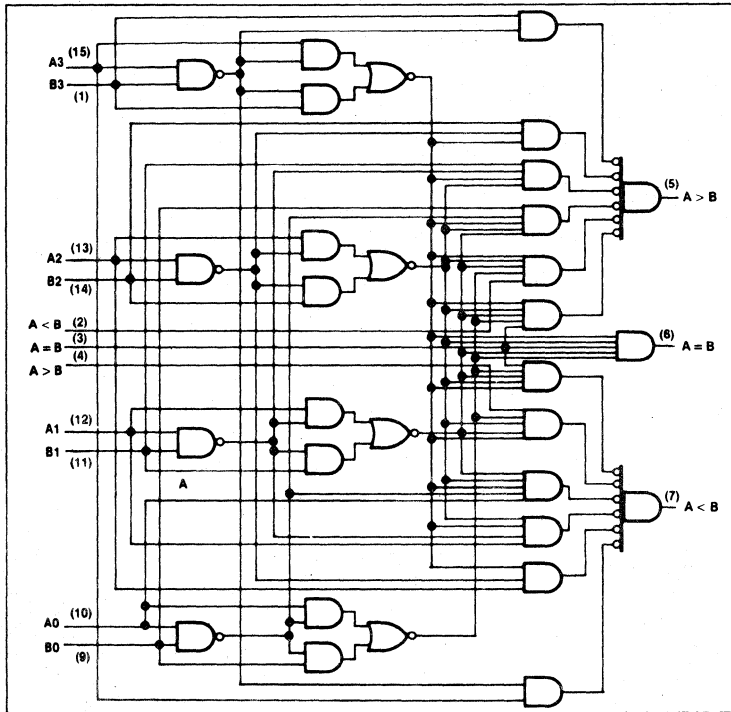 A3 (15)
B3 (1)
(5) A > B
A2 (13)
B2 (14)
A < B (2)
A = B (3)
A > B (4)
(6) A = B
A1 (12)
B1 (11)
A
(7) A < B
A0 (10)
B0 (9)